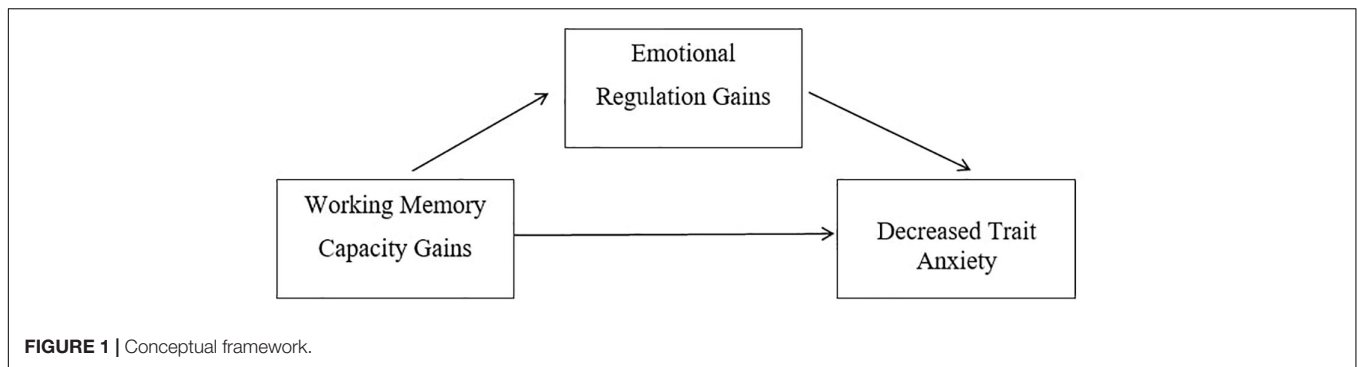 Emotional
Regulation Gains
Working Memory
Capacity Gains
Decreased Trait
Anxiety
FIGURE 1 | Conceptual framework.